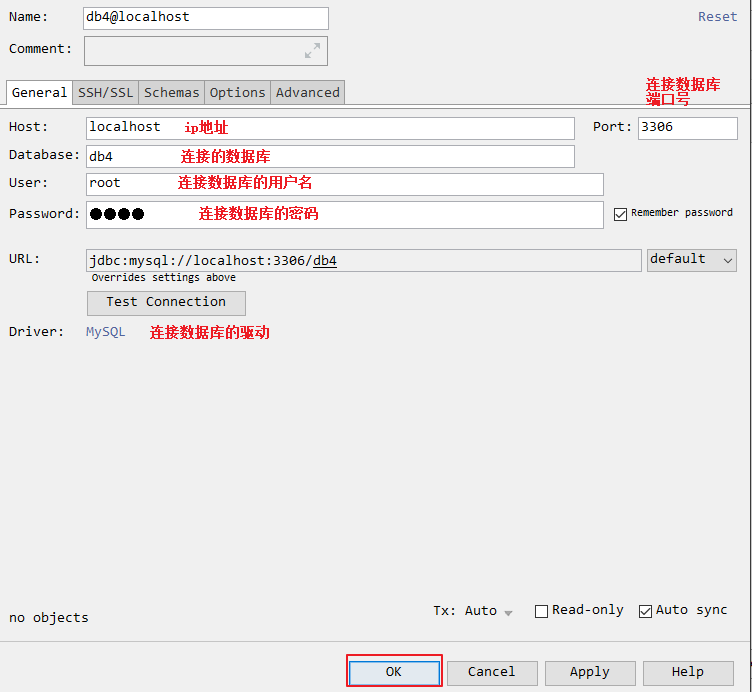 Name: db4@localhost Reset
Comment:
General SSH/SSL Schemas Options Advanced 连接数据库
端口号
Host: localhost ip地址 Port: 3306
Database: db4 连接的数据库
User: root 连接数据库的用户名
Password: ●●●● 连接数据库的密码 Remember password
URL: jdbc:mysql://localhost:3306/db4 default
Overrides settings above
Test Connection
Driver: MySQL 连接数据库的驱动
no objects Tx: Auto Read-only Auto sync
OK Cancel Apply Help